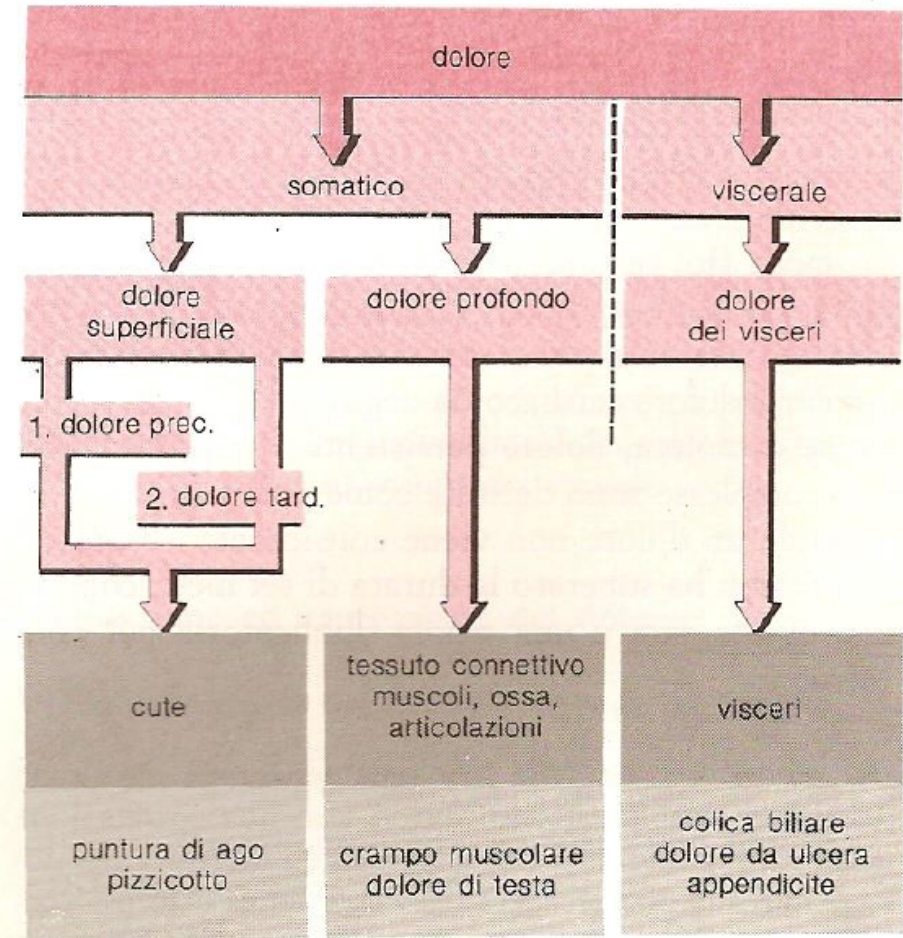 dolore
somatico
viscerale
dolore
superficiale
dolore profondo
dolore
dei visceri
1. dolore prec.
2. dolore tard.
cute
tessuto connettivo
muscoli, ossa,
articolazioni
visceri
puntura di ago
pizzicotto
crampo muscolare
dolore di testa
colica biliare
dolore da ulcera
appendicite